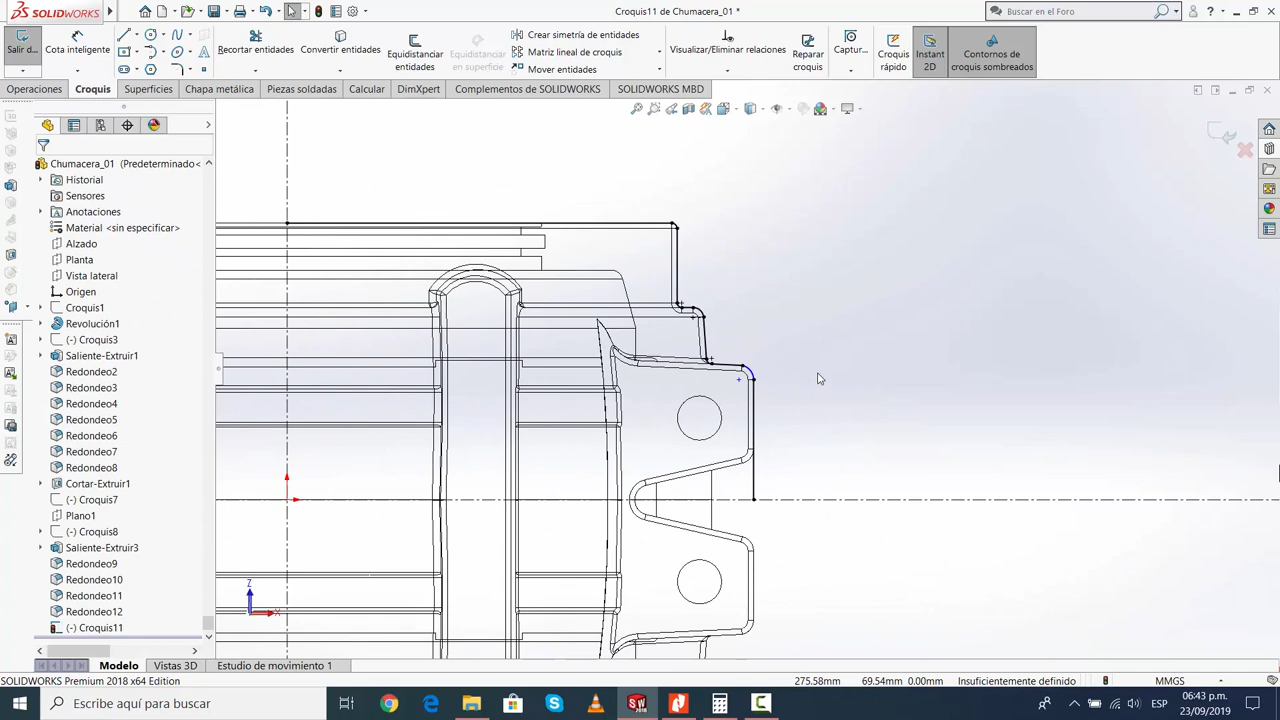 SOLIDWORKS
Croquis11 de Chumacera_01 *
Buscar en el Foro
Salir d...
Cota inteligente
Recortar entidades
Convertir entidades
Equidistanciar entidades
Equidistanciar en superficie
Crear simetría de entidades
Matriz lineal de croquis
Mover entidades
Visualizar/Eliminar relaciones
Reparar croquis
Captur...
Croquis rápido
Instant 2D
Contornos de croquis sombreados
Operaciones
Croquis
Superficies
Chapa metálica
Piezas soldadas
Calcular
DimXpert
Complementos de SOLIDWORKS
SOLIDWORKS MBD
Chumacera_01 (Predeterminado<
Historial
Sensores
Anotaciones
Material <sin especificar>
Alzado
Planta
Vista lateral
Origen
Croquis1
Revolución1
(-) Croquis3
Saliente-Extruir1
Redondeo2
Redondeo3
Redondeo4
Redondeo5
Redondeo6
Redondeo7
Redondeo8
Cortar-Extruir1
(-) Croquis7
Plano1
(-) Croquis8
Saliente-Extruir3
Redondeo9
Redondeo10
Redondeo11
Redondeo12
(-) Croquis11
Z
X
Modelo
Vistas 3D
Estudio de movimiento 1
SOLIDWORKS Premium 2018 x64 Edition
275.58mm
69.54mm 0.00mm
Insuficientemente definido
MMGS
Escribe aquí para buscar
ESP
06:43 p.m.
23/09/2019